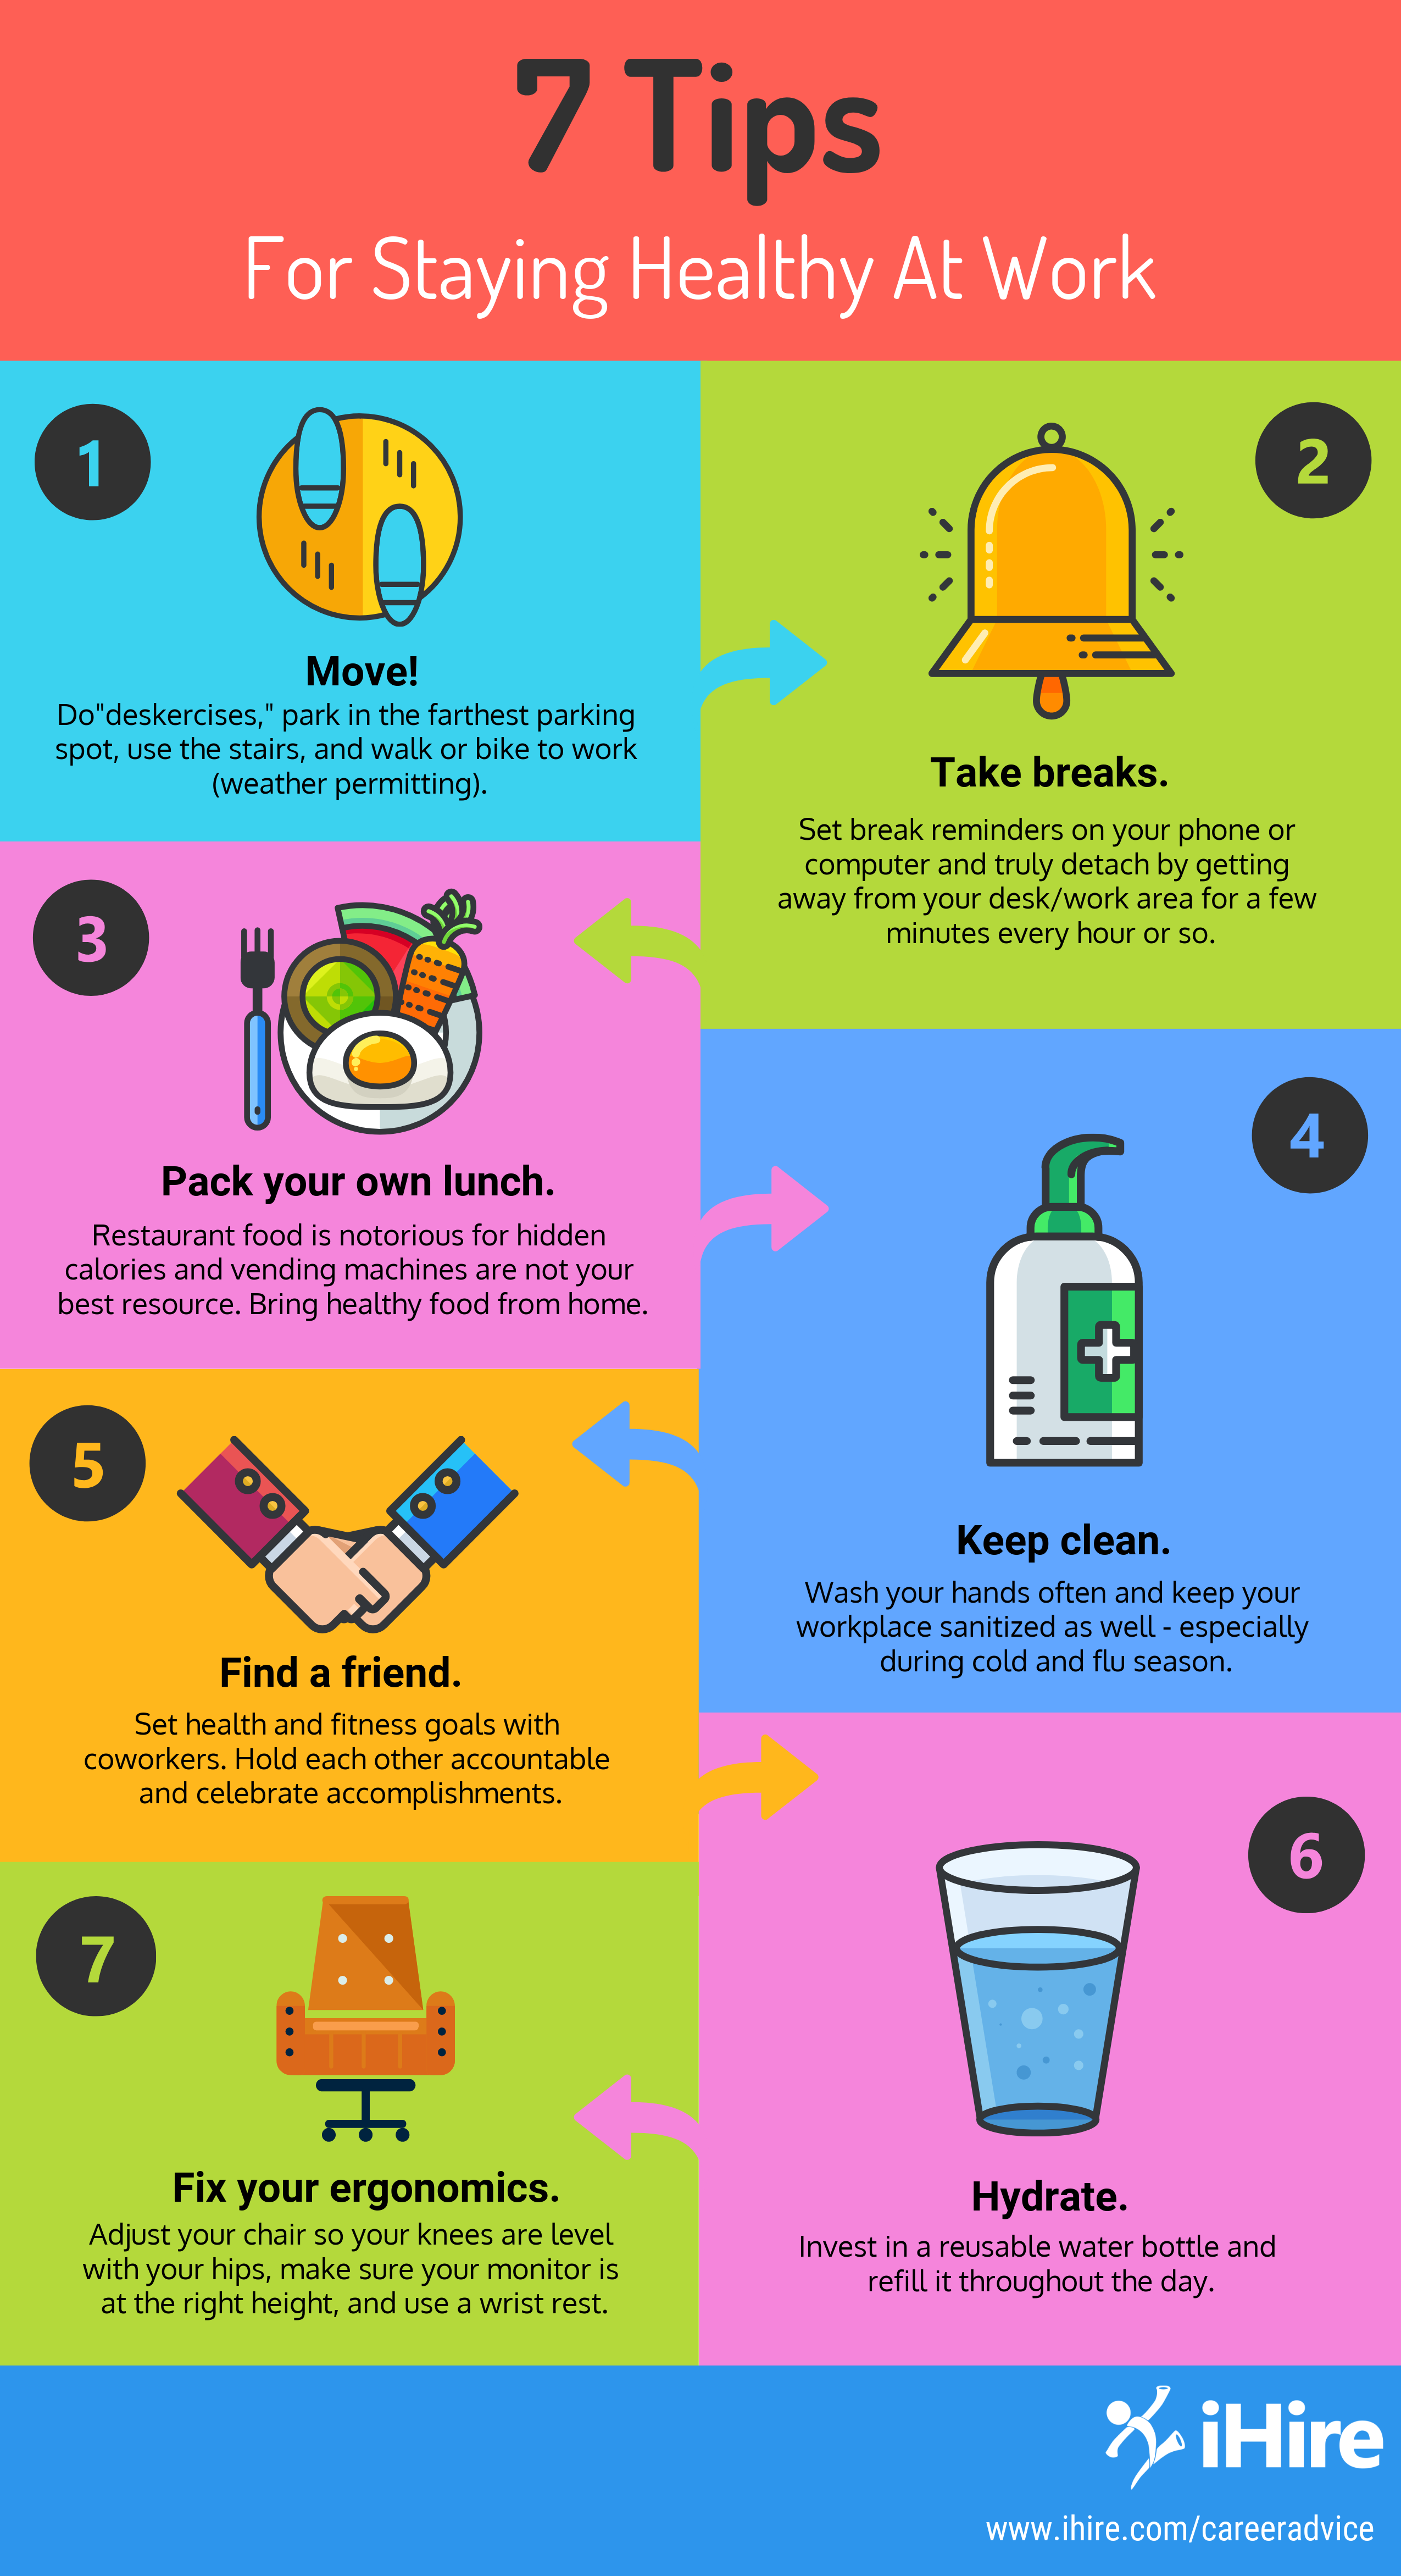 7 Tips
For Staying Healthy At Work
1
Move!
Do"deskercises," park in the farthest parking
spot, use the stairs, and walk or bike to work
(weather permitting).
2
Take breaks.
Set break reminders on your phone or
computer and truly detach by getting
away from your desk/work area for a few
minutes every hour or so.
3
Pack your own lunch.
Restaurant food is notorious for hidden
calories and vending machines are not your
best resource. Bring healthy food from home.
4
Keep clean.
Wash your hands often and keep your
workplace sanitized as well - especially
during cold and flu season.
5
Find a friend.
Set health and fitness goals with
coworkers. Hold each other accountable
and celebrate accomplishments.
6
Hydrate.
Invest in a reusable water bottle and
refill it throughout the day.
7
Fix your ergonomics.
Adjust your chair so your knees are level
with your hips, make sure your monitor is
at the right height, and use a wrist rest.
iHire
www.ihire.com/careeradvice